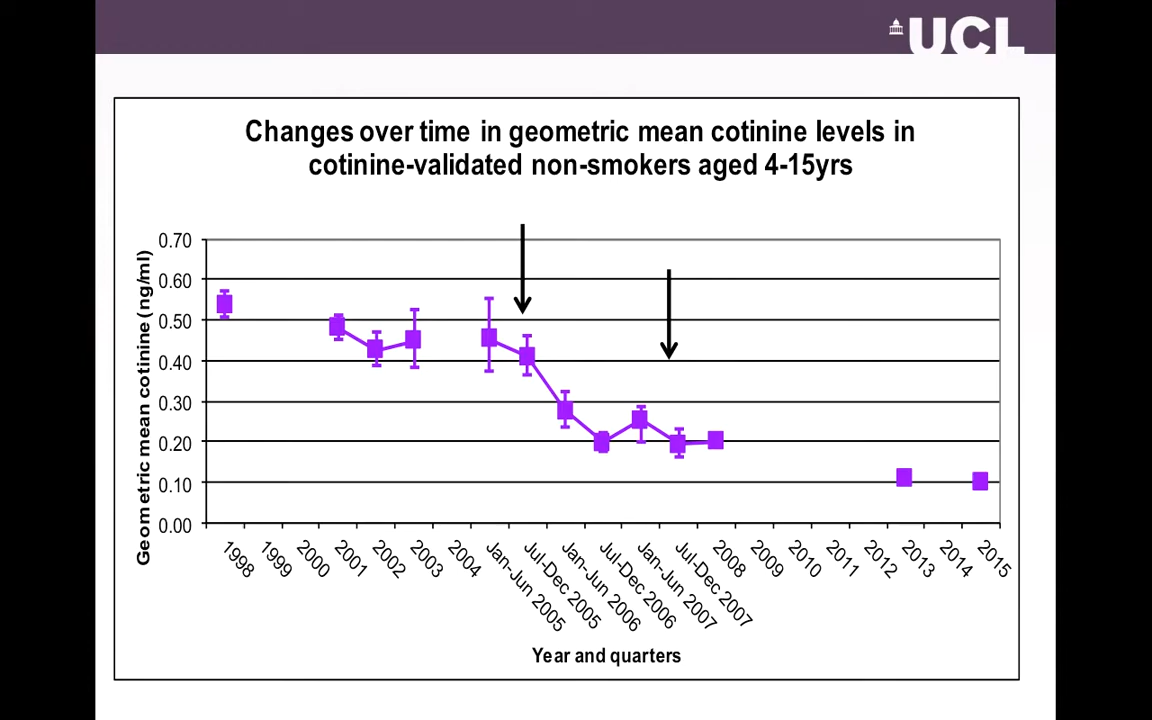 UCL
Changes over time in geometric mean cotinine levels in
cotinine-validated non-smokers aged 4-15yrs
Geometric mean cotinine (ng/ml)
0.70
0.60
0.50
0.40
0.30
0.20
0.10
0.00
1998
1999
2000
2001
2002
2003
2004
Jan-Jun 2005
Jul-Dec 2005
Jan-Jun 2006
Jul-Dec 2006
Jan-Jun 2007
Jul-Dec 2007
2008
2009
2010
2011
2012
2013
2014
2015
Year and quarters